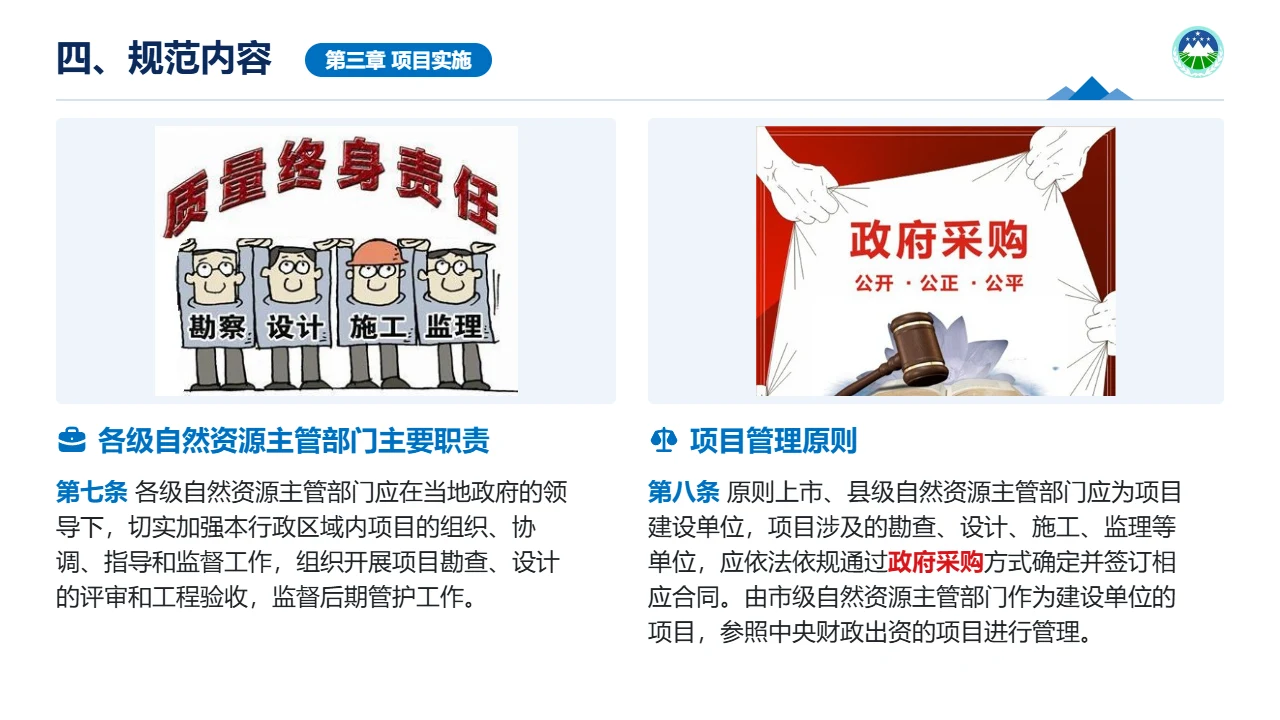 四、规范内容
第三章 项目实施
质量终身责任
勘察 设计 施工 监理
各级自然资源主管部门主要职责
第七条 各级自然资源主管部门应在当地政府的领
导下，切实加强本行政区域内项目的组织、协
调、指导和监督工作，组织开展项目勘查、设计
的评审和工程验收，监督后期管护工作。
政府采购
公开 · 公正 · 公平
项目管理原则
第八条 原则上市、县级自然资源主管部门应为项目
建设单位，项目涉及的勘查、设计、施工、监理等
单位，应依法依规通过政府采购方式确定并签订相
应合同。由市级自然资源主管部门作为建设单位的
项目，参照中央财政出资的项目进行管理。